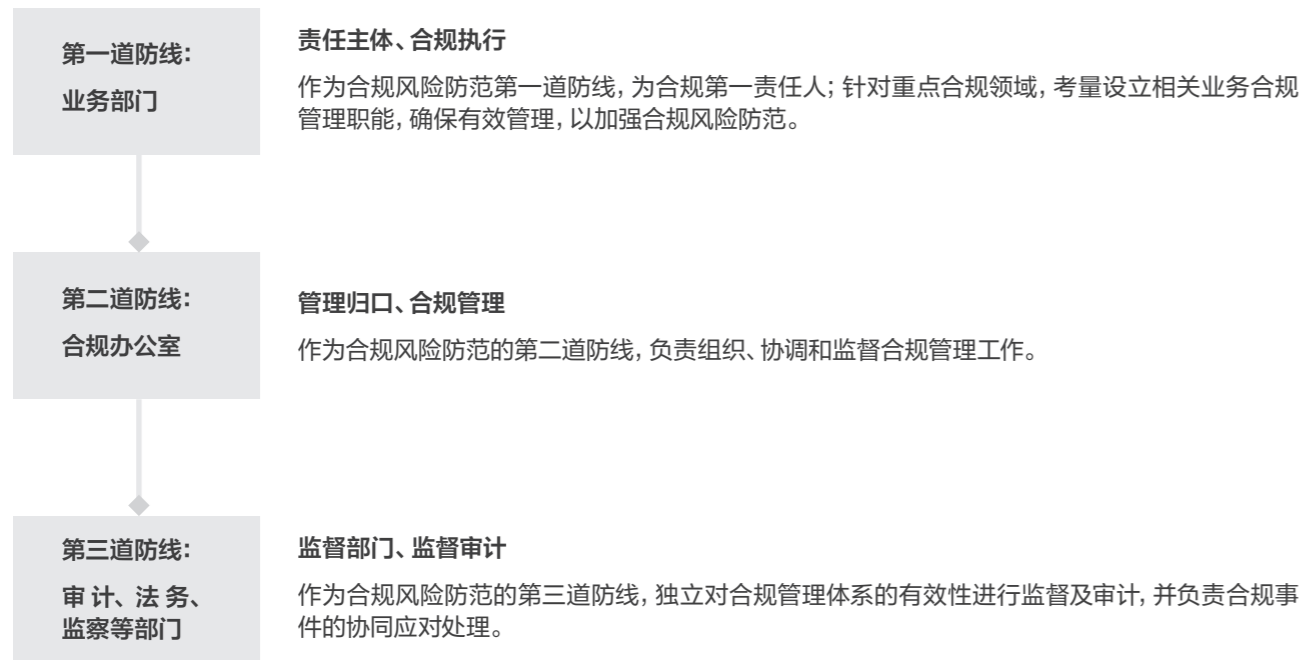 第一道防线：
业务部门
责任主体、合规执行
作为合规风险防范第一道防线，为合规第一责任人；针对重点合规领域，考量设立相关业务合规
管理职能，确保有效管理，以加强合规风险防范。
第二道防线：
合规办公室
管理归口、合规管理
作为合规风险防范的第二道防线，负责组织、协调和监督合规管理工作。
第三道防线：
审计、法务、
监察等部门
监督部门、监督审计
作为合规风险防范的第三道防线，独立对合规管理体系的有效性进行监督及审计，并负责合规事
件的协同应对处理。